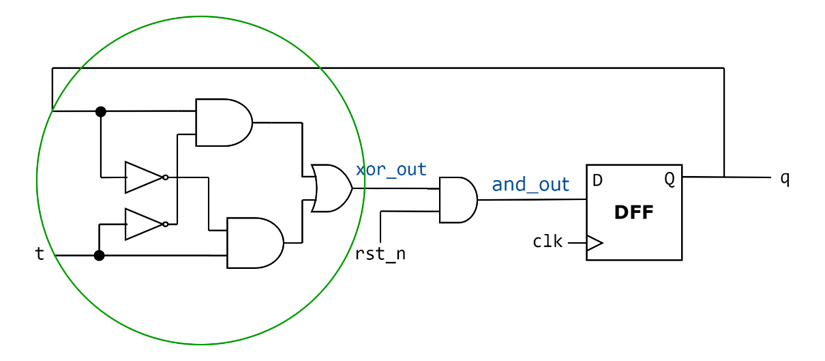 xor_out
and_out
D
Q
q
DFF
t
rst_n
clk